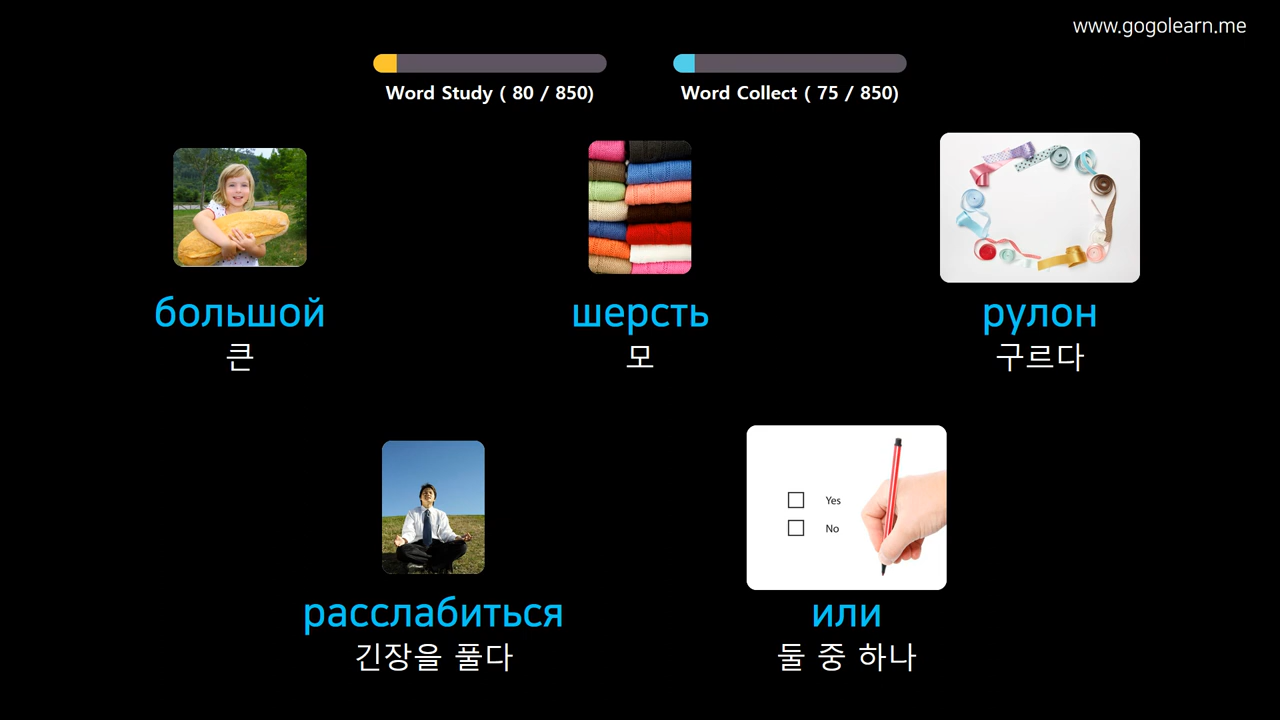 www.gogolearn.me
Word Study ( 80 / 850)
Word Collect ( 75 / 850)
большой
큰
шерсть
모
рулон
구르다
Yes
No
расслабиться
긴장을 풀다
или
둘 중 하나